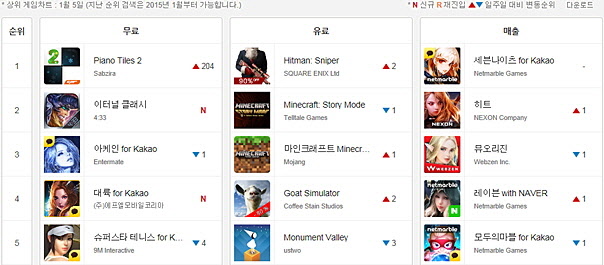 * 상위 게임차트 : 1월 5일 (지난 순위 검색은 2015년 1월부터 가능합니다.)
* N 신규 R 재진입 ▲▼ 일주일 대비 변동순위 다운로드
순위 무료 유료 매출
1
Piano Tiles 2
Sabzira
▲ 204
90% OFF
Hitman: Sniper
SQUARE ENIX Ltd
▲ 2
netmarble
세븐나이츠 for Kakao
Netmarble Games
-
2
이터널 클래시
4:33
N
MINECRAFT
Minecraft: Story Mode
Telltale Games
▼ 1
NEXON
히트
NEXON Company
▲ 1
3
아케인 for Kakao
Entermate
▼ 1
마인크래프트 Minecr...
Mojang
▲ 1
WEBZEN
뮤오리진
Webzen Inc.
▼ 1
4
대륙 for Kakao
(주)에프엘모바일코리아
N
Goat Simulator
Coffee Stain Studios
▲ 2
netmarble
N
레이븐 with NAVER
Netmarble Games
▲ 1
5
슈퍼스타 테니스 for K...
9M Interactive
▼ 4
Monument Valley
ustwo
▼ 3
netmarble
모두의마블 for Kakao
Netmarble Games
▼ 1